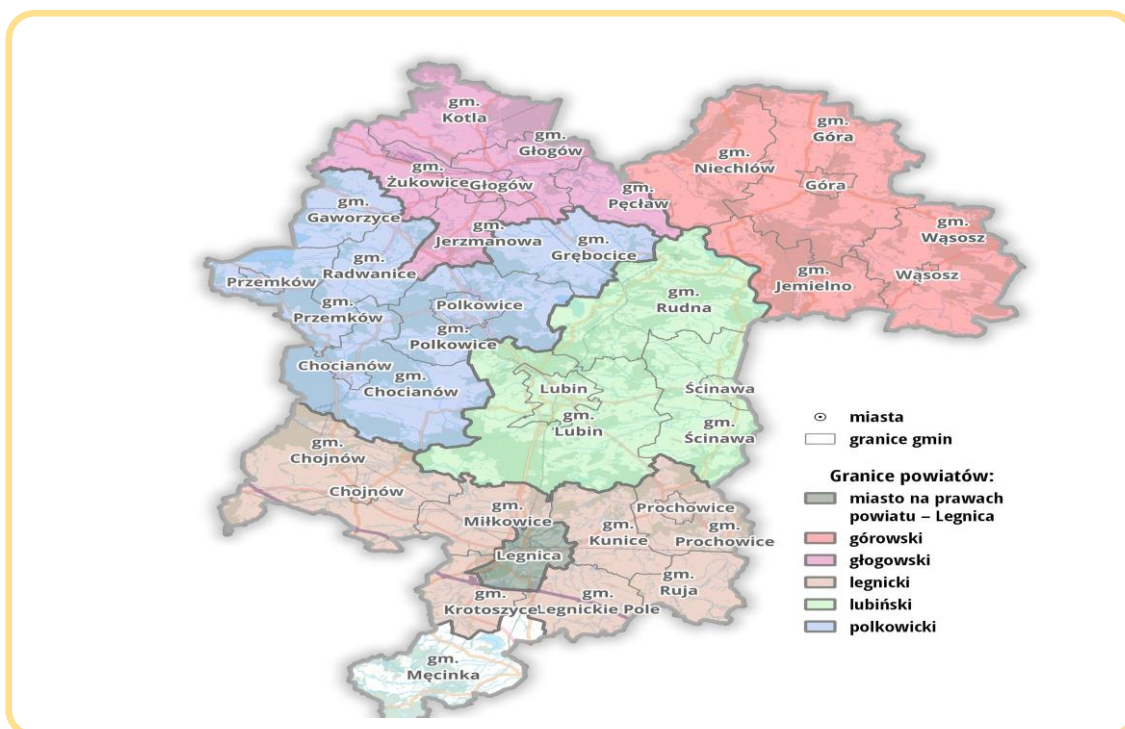 gm.
Kotla
gm.
Głogów
gm.
Żukowice
Głogów
gm.
Pęcław
gm.
Niechlów
gm.
Góra
Góra
gm.
Gaworzyce
gm.
Jerzmanowa
gm.
Grębocice
gm.
Wąsosz
Wąsosz
gm.
Radwanice
Przemków
gm.
Jemielno
gm.
Przemków
Polkowice
gm.
Polkowice
gm.
Rudna
Chocianów
gm.
Chocianów
Lubin
Ścinawa
gm.
Lubin
gm.
Ścinawa
miasta
granice gmin
Granice powiatów:
miasto na prawach
powiatu – Legnica
górowski
głogowski
legnicki
lubiński
polkowicki
gm.
Chojnów
Chojnów
gm.
Miłkowice
Prochowice
gm.
Kunice
gm.
Prochowice
Legnica
gm.
Ruja
gm.
Krotoszyce
gm.
Legnickie Pole
gm.
Męcinka